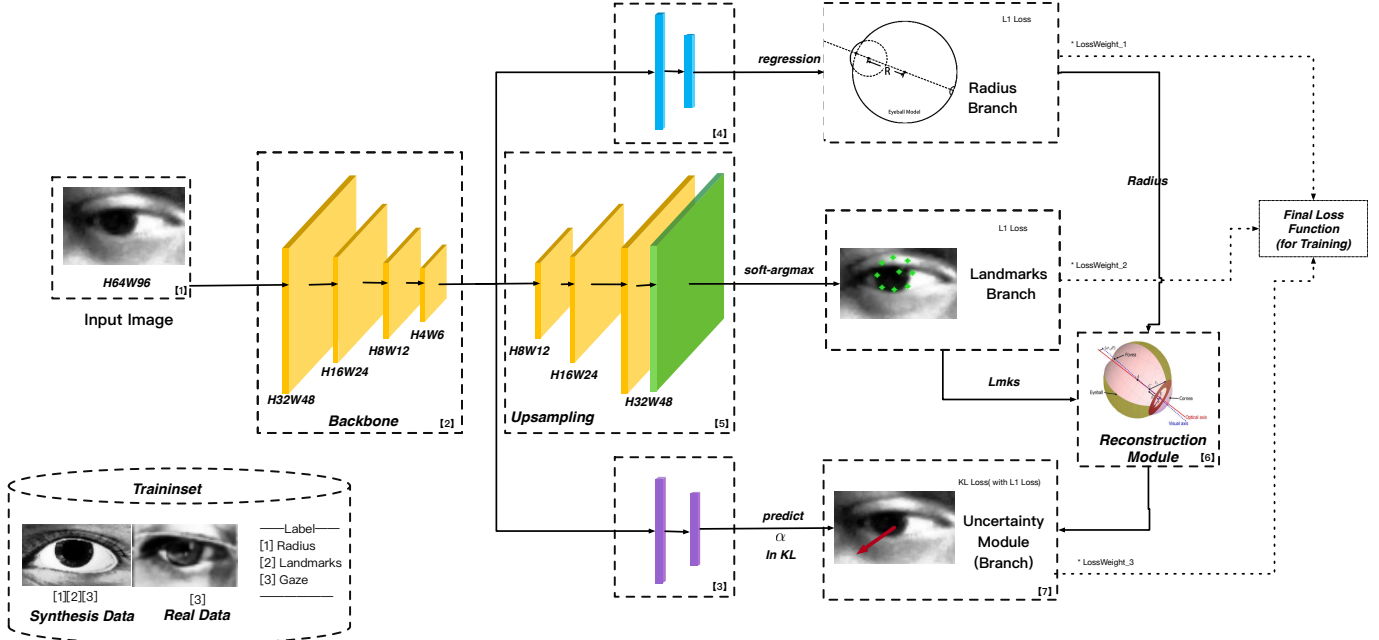 H64W96
【1】
Input Image
H32W48
H16W24
H8W12
H4W6
Backbone
【2】
H8W12
H16W24
H32W48
Upsampling
【5】
【4】
regression
L1 Loss
R
Eyeball Model
Radius
Branch
* LossWeight_1
Radius
soft-argmax
L1 Loss
Landmarks
Branch
* LossWeight_2
Final Loss
Function
(for Training)
Lmks
Fovea
Eyeball
Cornea
Optical axis
Visual axis
Reconstruction
Module
【6】
【3】
predict
α
In KL
KL Loss( with L1 Loss)
Uncertainty
Module
(Branch)
【7】
* LossWeight_3
Traininset
——Label——
[1] Radius
[2] Landmarks
[3] Gaze
[1][2][3]
Synthesis Data
[3]
Real Data